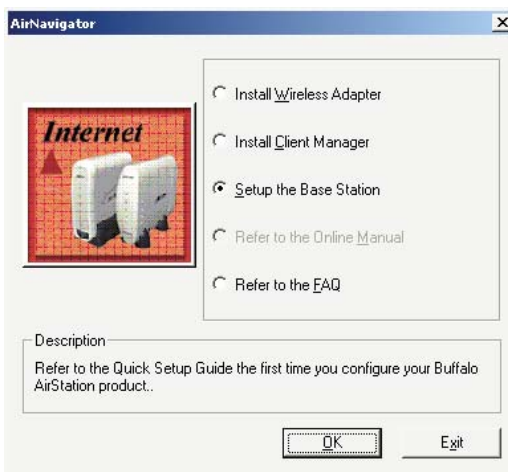 AirNavigator
Internet
Install Wireless Adapter
Install Client Manager
Setup the Base Station
Refer to the Online Manual
Refer to the FAQ
Description
Refer to the Quick Setup Guide the first time you configure your Buffalo
AirStation product..
OK
Exit